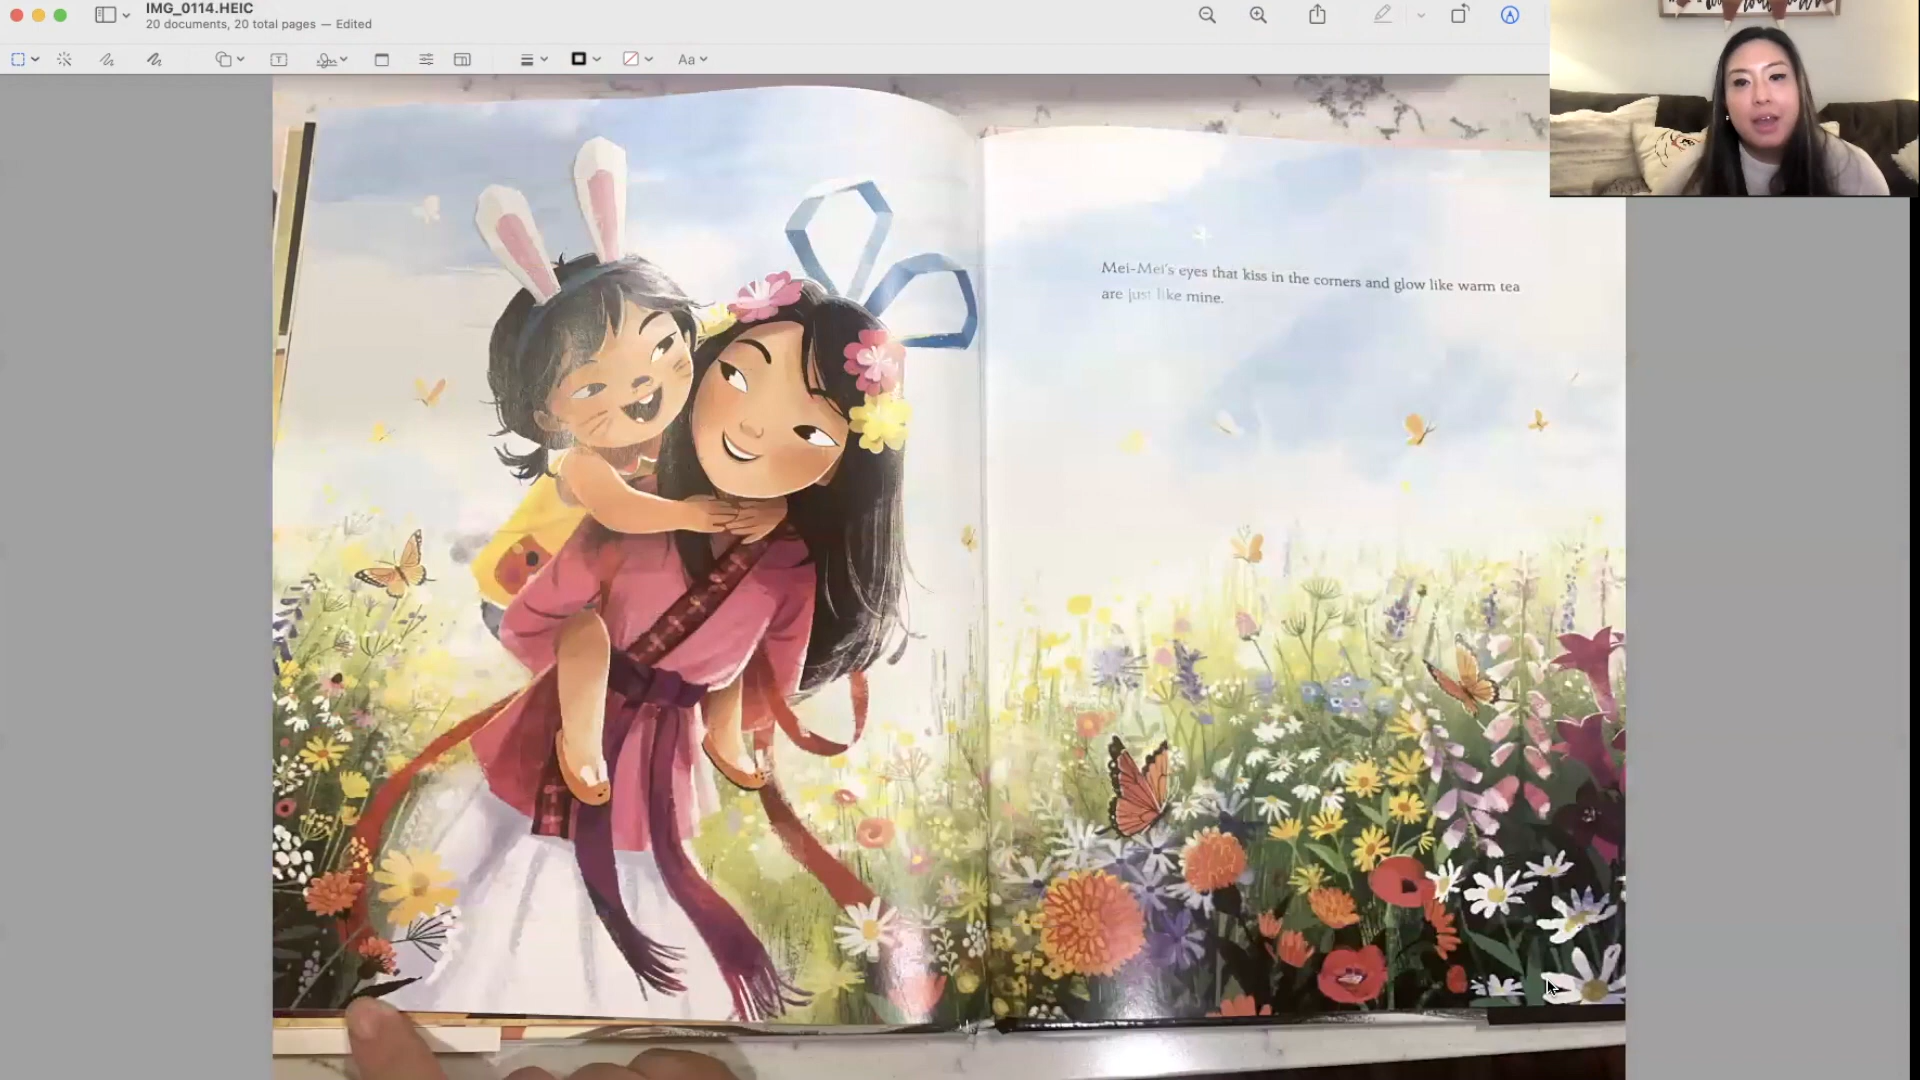 IMG_0114.HEIC
20 documents, 20 total pages — Edited
Aa
Mei-Mei's eyes that kiss in the corners and glow like warm tea
are just like mine.